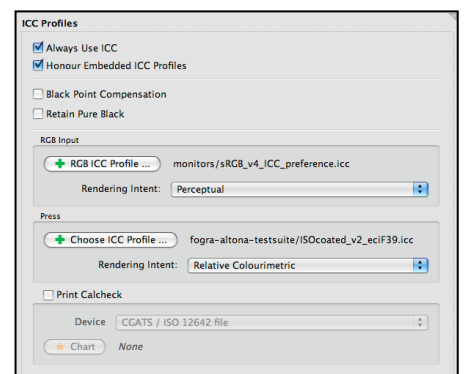 ICC Profiles
Always Use ICC
Honour Embedded ICC Profiles
Black Point Compensation
Retain Pure Black
RGB Input
RGB ICC Profile ... monitors/sRGB_v4_ICC_preference.icc
Rendering Intent: Perceptual
Press
Choose ICC Profile ... fogra-altona-testsuite/ISOcoated_v2_eciF39.icc
Rendering Intent: Relative Colourimetric
Print Calcheck
Device CGATS / ISO 12642 file
Chart None